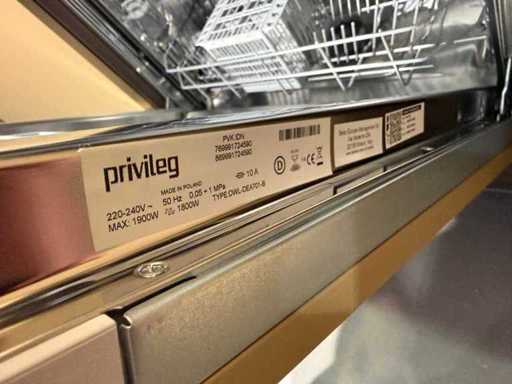 privileg
PVK.IDN
769991724590
869991724590
MADE IN POLAND
220-240V~ 50 Hz 0,05 ÷ 1 MPa 10 A
MAX: 1900W 1800W TYPE: DWL-DEA701-B
D
CE